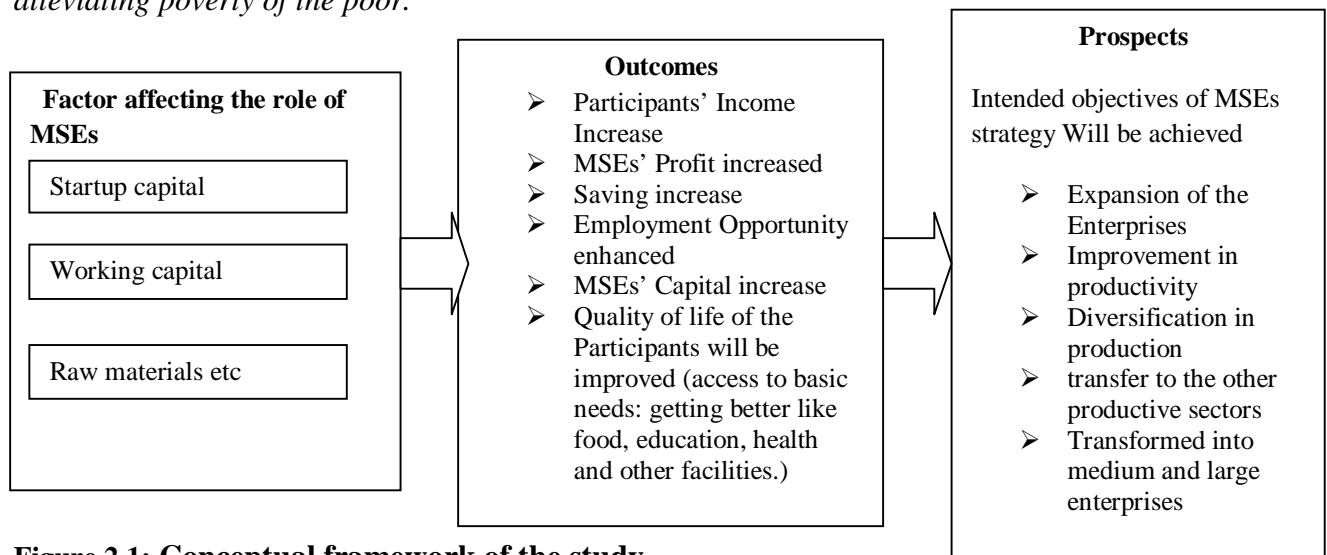 alleviating poverty of the poor.
Factor affecting the role of
MSEs
Startup capital
Working capital
Raw materials etc
Outcomes
➢ Participants' Income
Increase
➢ MSEs' Profit increased
➢ Saving increase
➢ Employment Opportunity
enhanced
➢ MSEs' Capital increase
➢ Quality of life of the
Participants will be
improved (access to basic
needs: getting better like
food, education, health
and other facilities.)
Prospects
Intended objectives of MSEs
strategy Will be achieved
➢ Expansion of the
Enterprises
➢ Improvement in
productivity
➢ Diversification in
production
➢ transfer to the other
productive sectors
➢ Transformed into
medium and large
enterprises
Figure 2.1: Conceptual framework of the study